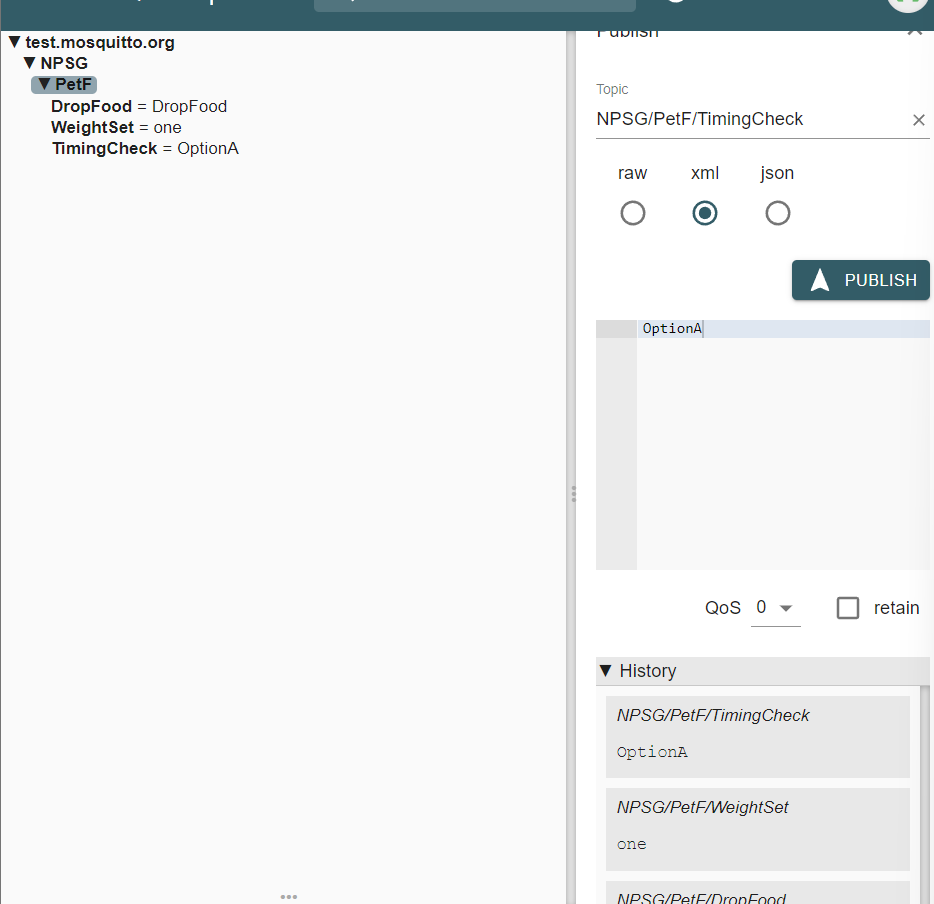 test.mosquitto.org
NPSG
PetF
DropFood = DropFood
WeightSet = one
TimingCheck = OptionA
Publish
Topic
NPSG/PetF/TimingCheck
raw xml json
PUBLISH
OptionA
QoS 0 retain
History
NPSG/PetF/TimingCheck
OptionA
NPSG/PetF/WeightSet
one
NPSG/PetF/DropFood